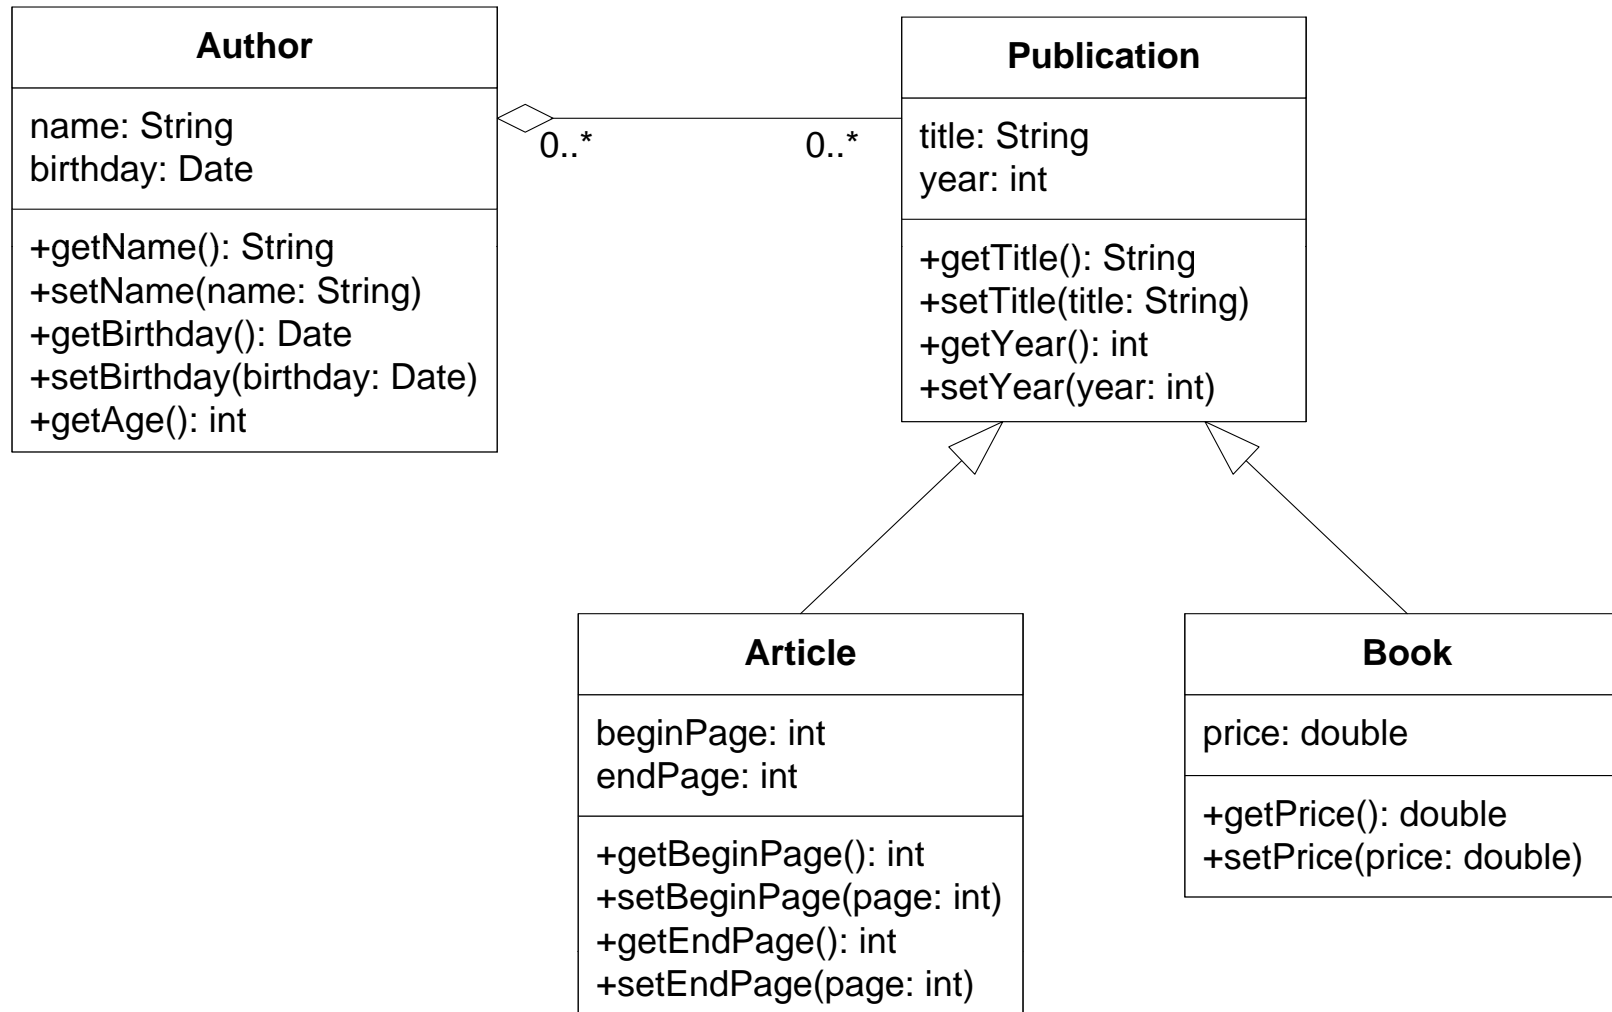 Author
name: String
birthday: Date
+getName(): String
+setName(name: String)
+getBirthday(): Date
+setBirthday(birthday: Date)
+getAge(): int
0..*
0..*
Publication
title: String
year: int
+getTitle(): String
+setTitle(title: String)
+getYear(): int
+setYear(year: int)
Article
beginPage: int
endPage: int
+getBeginPage(): int
+setBeginPage(page: int)
+getEndPage(): int
+setEndPage(page: int)
Book
price: double
+getPrice(): double
+setPrice(price: double)